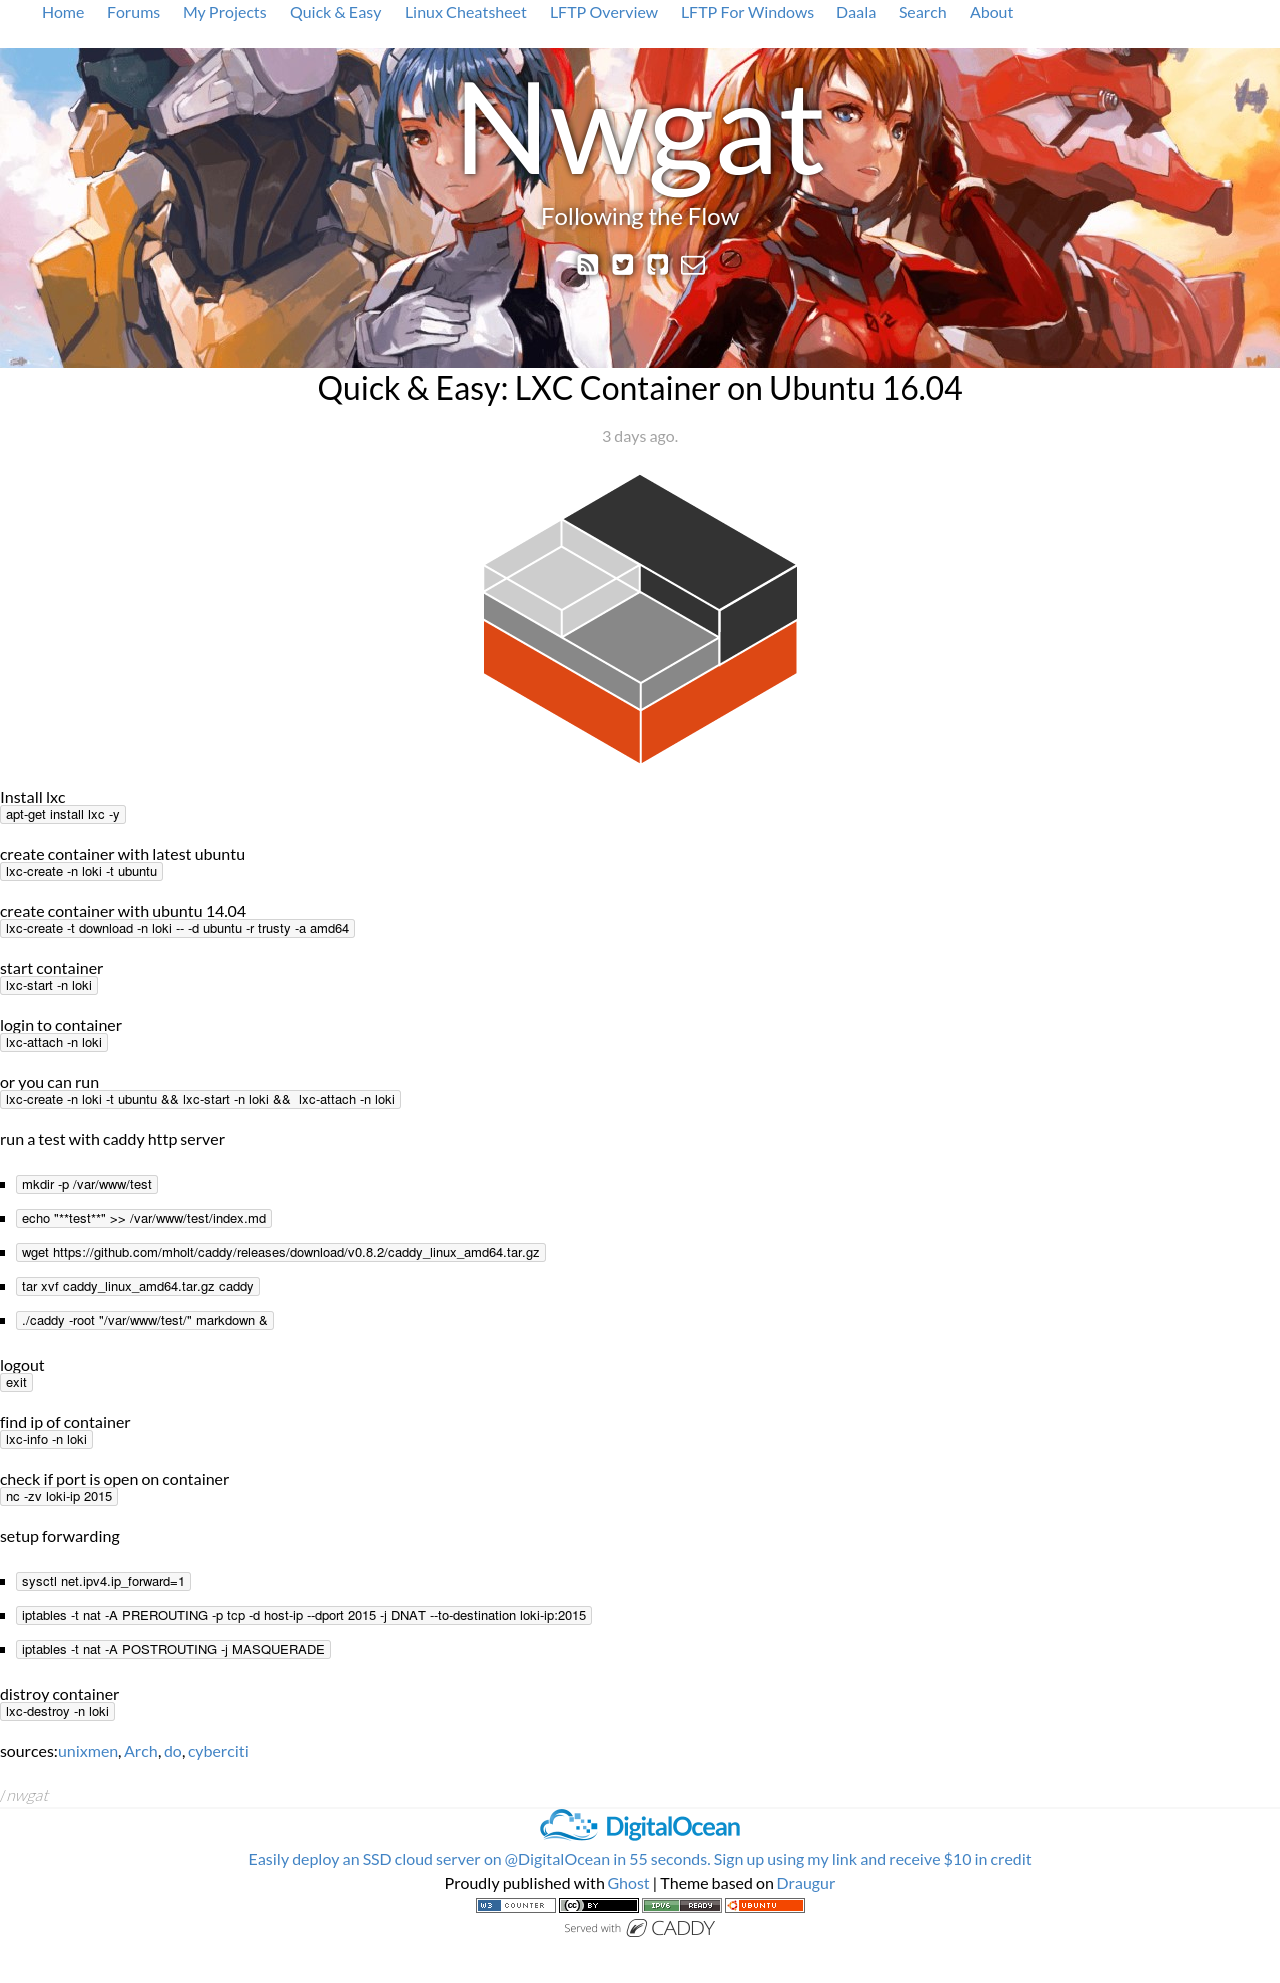 Home Forums My Projects Quick & Easy Linux Cheatsheet LFTP Overview LFTP For Windows Daala Search About
Nwgat
Following the Flow
02
Quick & Easy: LXC Container on Ubuntu 16.04
3 days ago.
Install lxc
apt-get install lxc -y
create container with latest ubuntu
lxc-create -n loki -t ubuntu
create container with ubuntu 14.04
lxc-create -t download -n loki -- -d ubuntu -r trusty -a amd64
start container
lxc-start -n loki
login to container
lxc-attach -n loki
or you can run
lxc-create -n loki -t ubuntu && lxc-start -n loki &&  lxc-attach -n loki
run a test with caddy http server
mkdir -p /var/www/test
echo "**test**" >> /var/www/test/index.md
wget https://github.com/mholt/caddy/releases/download/v0.8.2/caddy_linux_amd64.tar.gz
tar xvf caddy_linux_amd64.tar.gz caddy
./caddy -root "/var/www/test/" markdown &
logout
exit
find ip of container
lxc-info -n loki
check if port is open on container
nc -zv loki-ip 2015
setup forwarding
sysctl net.ipv4.ip_forward=1
iptables -t nat -A PREROUTING -p tcp -d host-ip --dport 2015 -j DNAT --to-destination loki-ip:2015
iptables -t nat -A POSTROUTING -j MASQUERADE
distroy container
lxc-destroy -n loki
sources:unixmen, Arch, do, cyberciti
/nwgat
DigitalOcean
Easily deploy an SSD cloud server on @DigitalOcean in 55 seconds. Sign up using my link and receive $10 in credit
Proudly published with Ghost | Theme based on Draugur
W3 COUNTER (cc) BY IPV6 READY UBUNTU
Served with CADDY